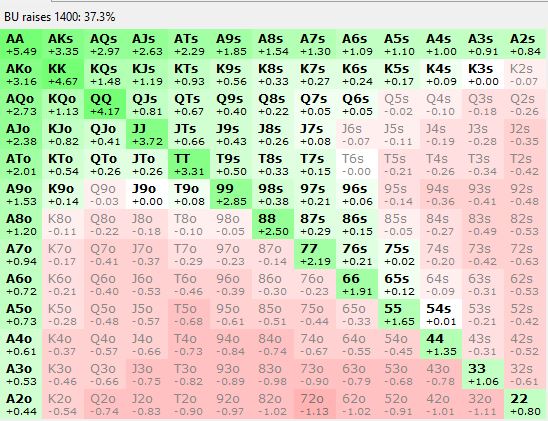 BU raises 1400: 37.3%
AA AKs AQs AJs ATs A9s A8s A7s A6s A5s A4s A3s A2s
+5.49 +3.35 +2.97 +2.63 +2.29 +1.85 +1.54 +1.30 +1.09 +1.10 +1.00 +0.91 +0.84
AKo KK KQs KJs KTs K9s K8s K7s K6s K5s K4s K3s K2s
+3.16 +4.67 +1.48 +1.19 +0.93 +0.56 +0.33 +0.27 +0.24 +0.17 +0.09 +0.00 -0.07
AQo KQo QQ QJs QTs Q9s Q8s Q7s Q6s Q5s Q4s Q3s Q2s
+2.73 +1.13 +4.17 +0.81 +0.67 +0.40 +0.22 +0.05 +0.05 -0.02 -0.10 -0.18 -0.26
AJo KJo QJo JJ JTs J9s J8s J7s J6s J5s J4s J3s J2s
+2.38 +0.82 +0.41 +3.72 +0.66 +0.43 +0.26 +0.08 -0.07 -0.11 -0.19 -0.28 -0.35
ATo KTo QTo JTo TT T9s T8s T7s T6s T5s T4s T3s T2s
+2.01 +0.54 +0.26 +0.26 +3.31 +0.50 +0.33 +0.15 -0.00 -0.21 -0.26 -0.34 -0.42
A9o K9o Q9o J9o T9o 99 98s 97s 96s 95s 94s 93s 92s
+1.53 +0.14 -0.03 +0.00 +0.08 +2.85 +0.38 +0.21 +0.06 -0.14 -0.36 -0.41 -0.48
A8o K8o Q8o J8o T8o 98o 88 87s 86s 85s 84s 83s 82s
+1.20 -0.11 -0.22 -0.18 -0.10 -0.05 +2.50 +0.29 +0.15 -0.05 -0.27 -0.49 -0.53
A7o K7o Q7o J7o T7o 97o 87o 77 76s 75s 74s 73s 72s
+0.94 -0.17 -0.41 -0.37 -0.29 -0.23 -0.14 +2.19 +0.21 +0.02 -0.20 -0.42 -0.63
A6o K6o Q6o J6o T6o 96o 86o 76o 66 65s 64s 63s 62s
+0.72 -0.21 -0.40 -0.53 -0.46 -0.39 -0.30 -0.23 +1.91 +0.12 -0.09 -0.31 -0.53
A5o K5o Q5o J5o T5o 95o 85o 75o 65o 55 54s 53s 52s
+0.73 -0.28 -0.48 -0.57 -0.68 -0.61 -0.51 -0.44 -0.33 +1.65 +0.01 -0.21 -0.42
A4o K4o Q4o J4o T4o 94o 84o 74o 64o 54o 44 43s 42s
+0.61 -0.37 -0.57 -0.66 -0.73 -0.84 -0.74 -0.67 -0.55 -0.45 +1.35 -0.31 -0.52
A3o K3o Q3o J3o T3o 93o 83o 73o 63o 53o 43o 33 32s
+0.53 -0.46 -0.66 -0.75 -0.82 -0.89 -0.98 -0.90 -0.79 -0.68 -0.78 +1.06 -0.61
A2o K2o Q2o J2o T2o 92o 82o 72o 62o 52o 42o 32o 22
+0.44 -0.54 -0.74 -0.83 -0.90 -0.97 -1.02 -1.13 -1.02 -0.91 -1.01 -1.11 +0.80